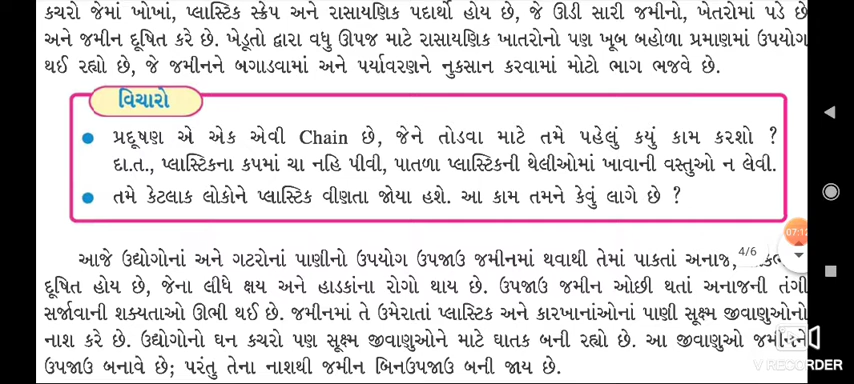 કચરો જેમાં ખોખાં, પ્લાસ્ટિક સ્ક્રેપ અને રાસાયણિક પદાર્થો હોય છે, જે ઊડી સારી જમીનો, ખેતરોમાં પડે છે
અને જમીન દૂષિત કરે છે. ખેડૂતો દ્વારા વધુ ઊપજ માટે રાસાયણિક ખાતરોનો પણ ખૂબ બહોળા પ્રમાણમાં ઉપયોગ
થઈ રહ્યો છે, જે જમીનને બગાડવામાં અને પર્યાવરણને નુકસાન કરવામાં મોટો ભાગ ભજવે છે.
વિચારો
● પ્રદૂષણ એ એક એવી Chain છે, જેને તોડવા માટે તમે પહેલું કયું કામ કરશો ?
દા.ત., પ્લાસ્ટિકના કપમાં ચા નહિ પીવી, પાતળા પ્લાસ્ટિકની થેલીઓમાં ખાવાની વસ્તુઓ ન લેવી.
● તમે કેટલાક લોકોને પ્લાસ્ટિક વીણતા જોયા હશે. આ કામ તમને કેવું લાગે છે ?
07:12
4/6
આજે ઉદ્યોગોનાં અને ગટરોનાં પાણીનો ઉપયોગ ઉપજાઉ જમીનમાં થવાથી તેમાં પાકતાં અનાજ,
દૂષિત હોય છે, જેના લીધે ક્ષય અને હાડકાંના રોગો થાય છે. ઉપજાઉ જમીન ઓછી થતાં અનાજની તંગી
સર્જાવાની શક્યતાઓ ઊભી થઈ છે. જમીનમાં તે ઉમેરાતાં પ્લાસ્ટિક અને કારખાનાંઓનાં પાણી સૂક્ષ્મ જીવાણુઓનો
નાશ કરે છે. ઉદ્યોગોનો ઘન કચરો પણ સૂક્ષ્મ જીવાણુઓને માટે ઘાતક બની રહ્યો છે. આ જીવાણુઓ જમીનને
ઉપજાઉ બનાવે છે; પરંતુ તેના નાશથી જમીન બિનઉપજાઉ બની જાય છે.
V RECORDER